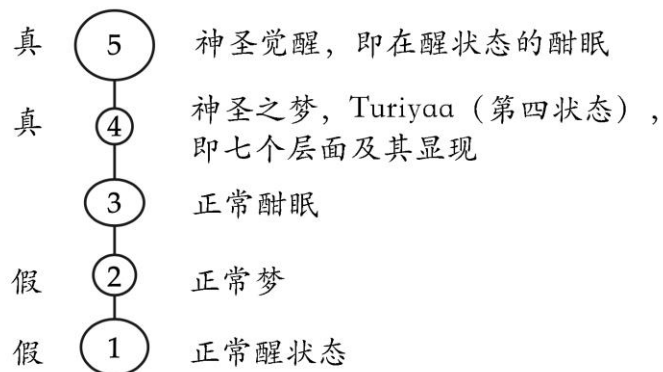 真 5 神圣觉醒，即在醒状态的酣眠
真 4 神圣之梦，Turiyaa（第四状态），
即七个层面及其显现
3 正常酣眠
假 2 正常梦
假 1 正常醒状态